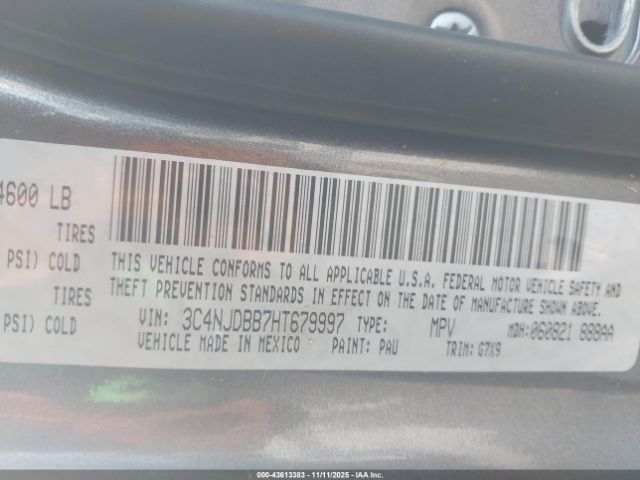 4600 LB
TIRES
PSI) COLD
TIRES
PSI) COLD
THIS VEHICLE CONFORMS TO ALL APPLICABLE U.S.A. FEDERAL MOTOR VEHICLE SAFETY AND
THEFT PREVENTION STANDARDS IN EFFECT ON THE DATE OF MANUFACTURE SHOWN ABOVE.
VIN: 3C4NJDBB7HT679997 TYPE: MPV MDH:060821 888AA
VEHICLE MADE IN MEXICO PAINT: PAU TRIM: G7X9
000-43613383 - 11/11/2025 - IAAI, Inc.